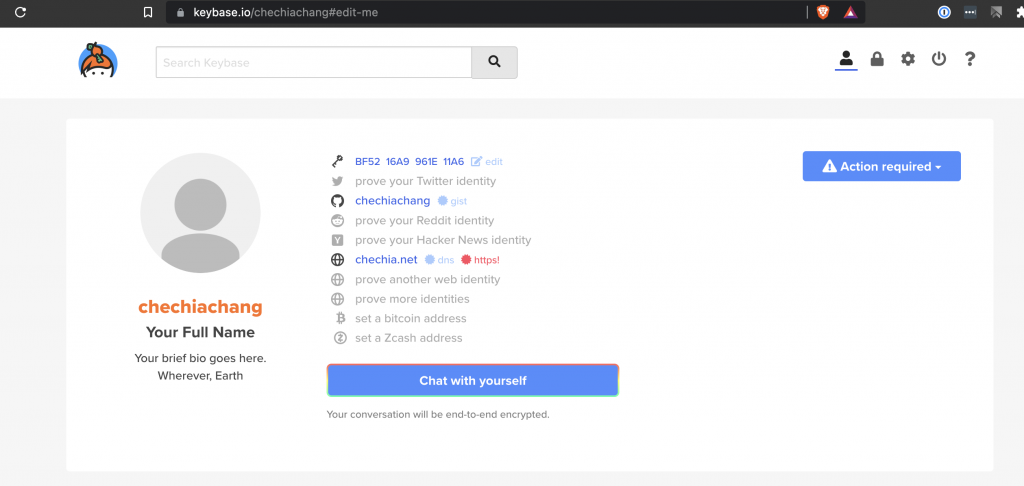 keybase.io/chechiachang#edit-me
Search Keybase
BF52 16A9 961E 11A6 edit
Action required
prove your Twitter identity
chechiachang gist
prove your Reddit identity
Y prove your Hacker News identity
chechia.net dns https!
prove another web identity
prove more identities
set a bitcoin address
set a Zcash address
chechiachang
Your Full Name
Your brief bio goes here.
Wherever, Earth
Chat with yourself
Your conversation will be end-to-end encrypted.